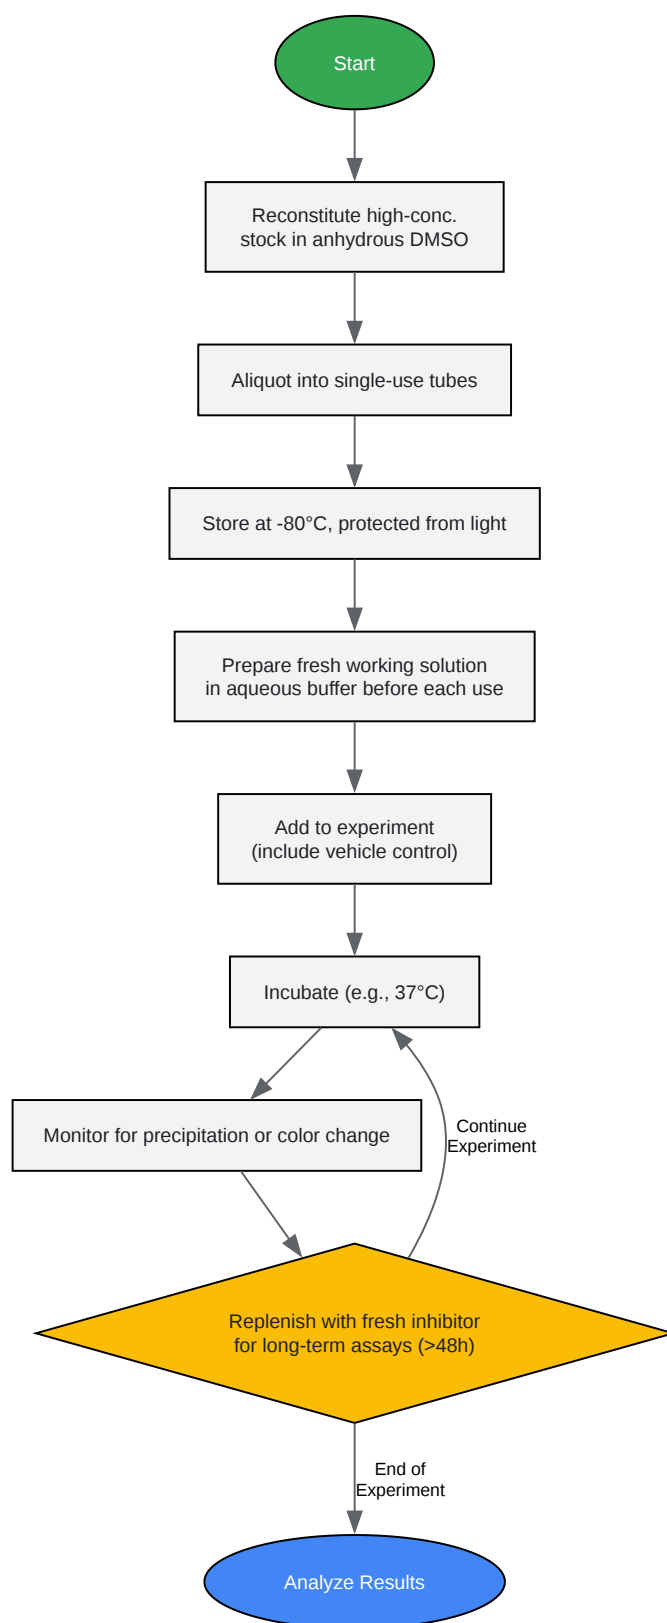 Start
Reconstitute high-conc.
stock in anhydrous DMSO
Aliquot into single-use tubes
Store at -80°C, protected from light
Prepare fresh working solution
in aqueous buffer before each use
Add to experiment
(include vehicle control)
Incubate (e.g., 37°C)
Monitor for precipitation or color change
Continue
Experiment
Replenish with fresh inhibitor
for long-term assays (>48h)
End of
Experiment
Analyze Results